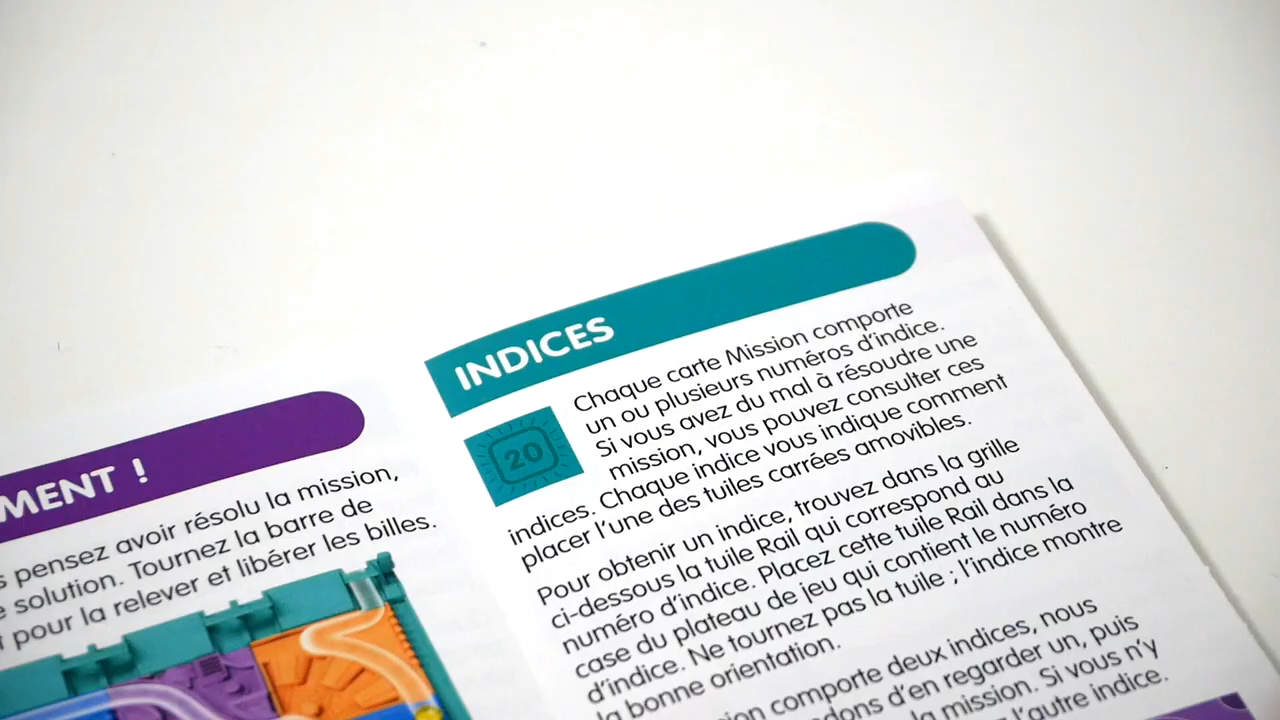 MENT !
pensez avoir résolu la mission,
solution. Tournez la barre de
pour la relever et libérer les billes.
INDICES
20
Chaque carte Mission comporte
un ou plusieurs numéros d'indice.
Si vous avez du mal à résoudre une
mission, vous pouvez consulter ces
indices. Chaque indice vous indique comment
placer l'une des tuiles carrées amovibles.
Pour obtenir un indice, trouvez dans la grille
ci-dessous la tuile Rail qui correspond au
numéro d'indice. Placez cette tuile Rail dans la
case du plateau de jeu qui contient le numéro
d'indice. Ne tournez pas la tuile ; l'indice montre
la bonne orientation.
comporte deux indices, nous
d'en regarder un, puis
la mission. Si vous n'y
l'autre indice.